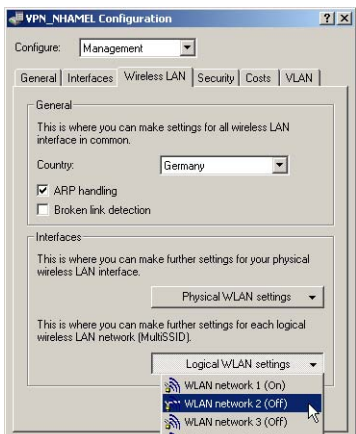 VPN_NHAMEL Configuration
Configure: Management
General Interfaces Wireless LAN Security Costs VLAN
General
This is where you can make settings for all wireless LAN
interface in common.
Country: Germany
ARP handling
Broken link detection
Interfaces
This is where you can make further settings for your physical
wireless LAN interface.
Physical WLAN settings
This is where you can make further settings for each logical
wireless LAN network (MultiSSID).
Logical WLAN settings
WLAN network 1 (On)
WLAN network 2 (Off)
WLAN network 3 (Off)